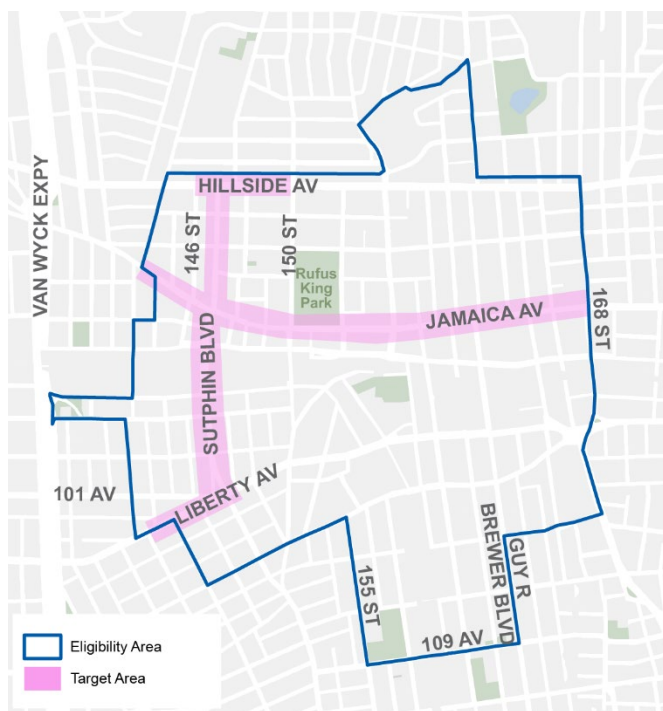 HILLSIDE AV
VAN WYCK EXPY
146 ST
150 ST
Rufus
King
Park
168 ST
JAMAICA AV
SUTPHIN BLVD
LIBERTY AV
101 AV
GUY R
BREWER BLVD
155 ST
109 AV
Eligibility Area
Target Area